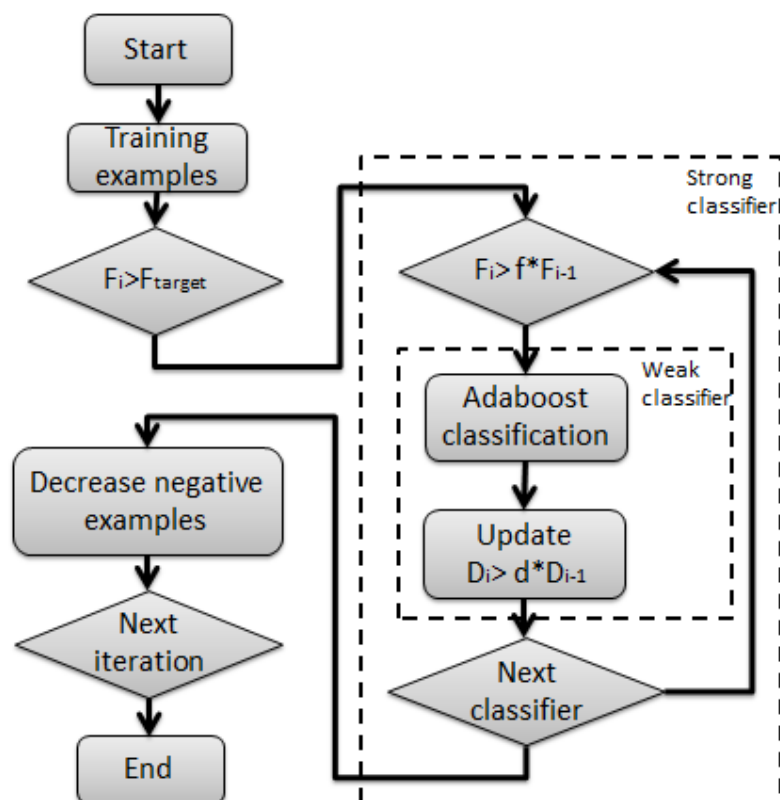 Start
Training
examples
Fi>Ftarget
Strong
classifier
Fi> f*Fi-1
Weak
classifier
Adaboost
classification
Update
Di> d*Di-1
Next
classifier
Decrease negative
examples
Next
iteration
End